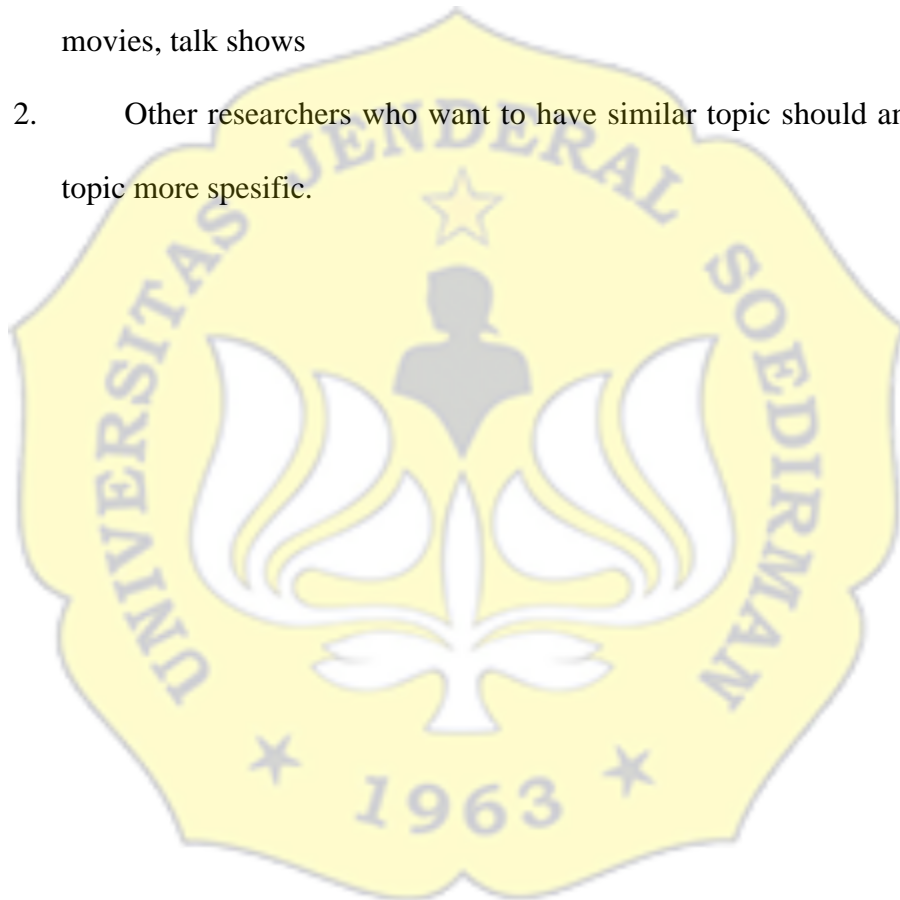 movies, talk shows
2. Other researchers who want to have similar topic should
topic more spesific.
UNIVERSITAS JENDERAL SOEDIRMAN
1963